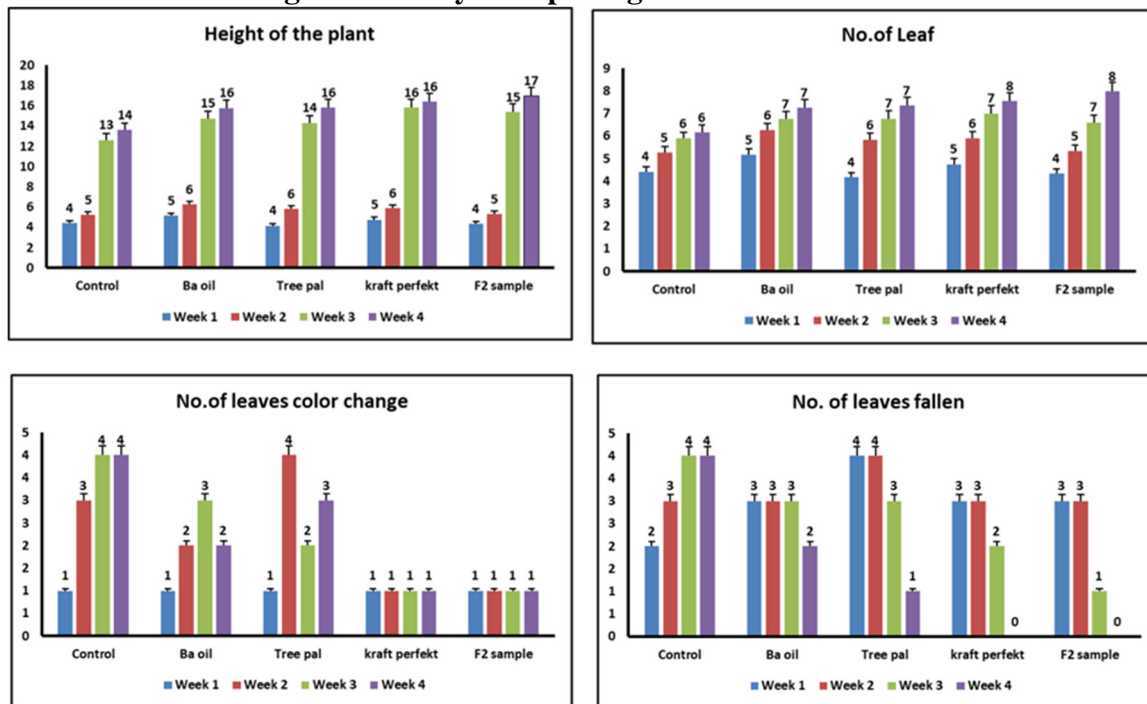 Height of the plant
20
18
16
14
12
10
8
6
4
2
0
4 5 13 14
5 6 15 16
4 6 14 16
5 6 16 16
4 5 15 17
Control Ba oil Tree pal kraft perfekt F2 sample
Week 1 Week 2 Week 3 Week 4
No.of Leaf
9
8
7
6
5
4
3
2
1
0
4 5 6 6
5 6 7 7
4 6 7 7
5 6 7 8
4 5 7 8
Control Ba oil Tree pal kraft perfekt F2 sample
Week 1 Week 2 Week 3 Week 4
No.of leaves color change
5
4
4
3
3
2
2
1
1
0
1 3 4 4
1 2 3 2
1 4 2 3
1 1 1 1
1 1 1 1
Control Ba oil Tree pal kraft perfekt F2 sample
Week 1 Week 2 Week 3 Week 4
No. of leaves fallen
5
4
4
3
3
2
2
1
1
0
2 3 4 4
3 3 3 2
4 4 3 1
3 3 2 0
3 3 1 0
Control Ba oil Tree pal kraft perfekt F2 sample
Week 1 Week 2 Week 3 Week 4